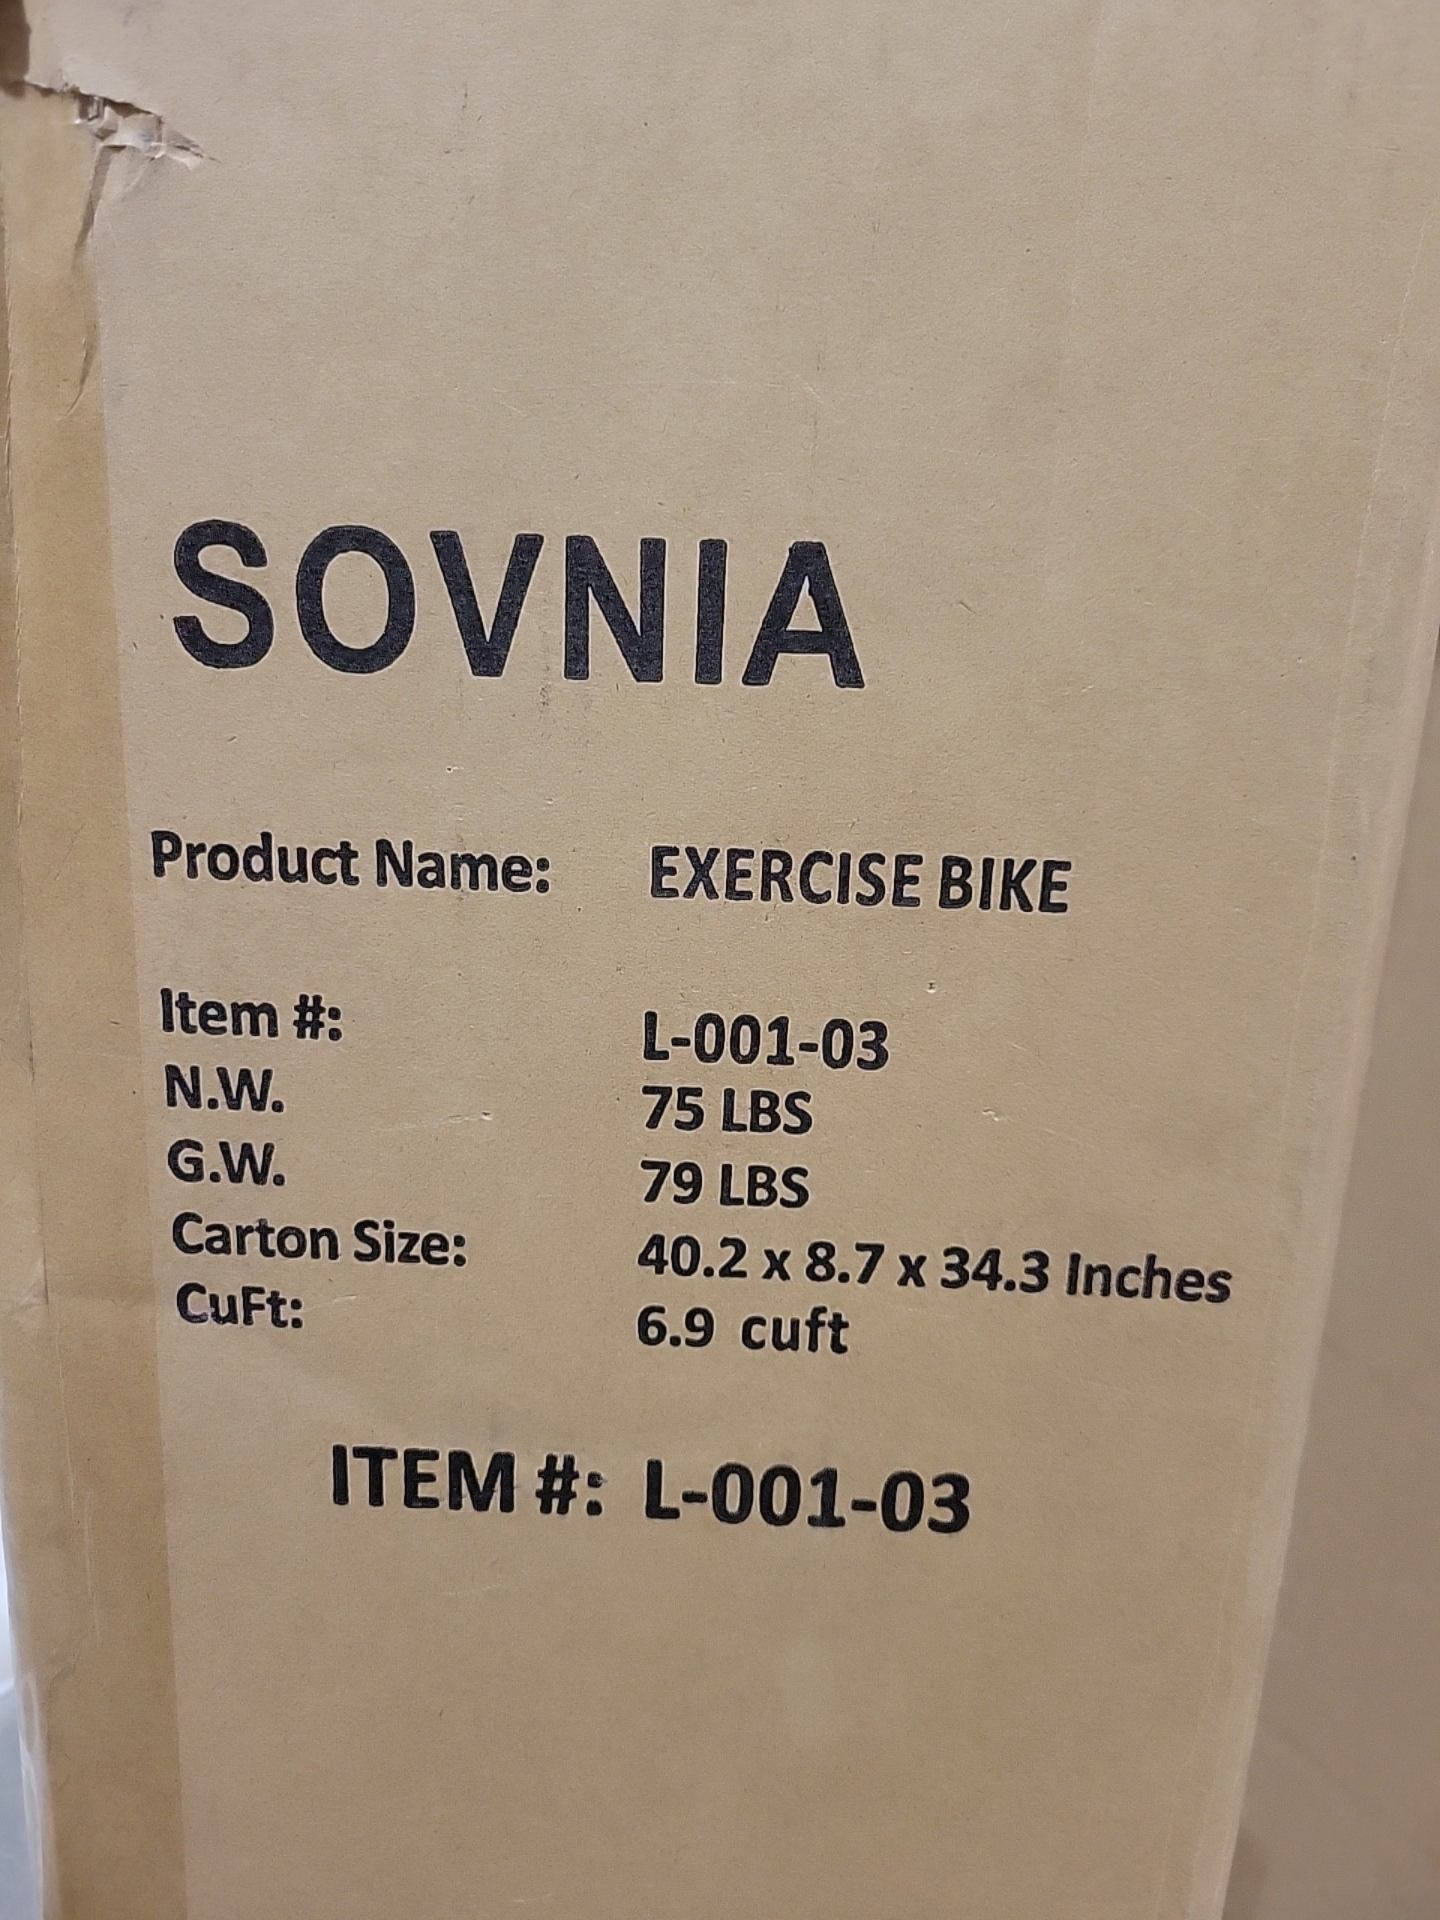 SOVNIA
Product Name: EXERCISE BIKE
Item #: L-001-03
N.W. 75 LBS
G.W. 79 LBS
Carton Size: 40.2 x 8.7 x 34.3 Inches
CuFt: 6.9 cuft
ITEM #: L-001-03